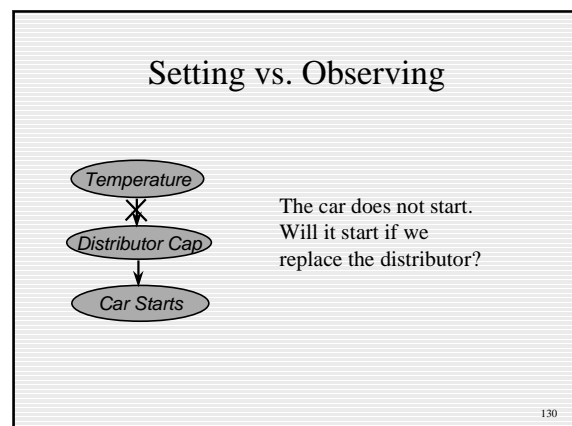 Setting vs. Observing
Temperature
Distributor Cap
Car Starts
The car does not start.
Will it start if we
replace the distributor?
130